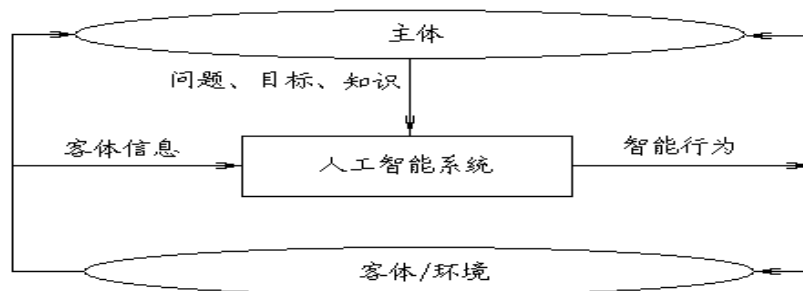 主体
问题、目标、知识
客体信息
人工智能系统
智能行为
客体/环境